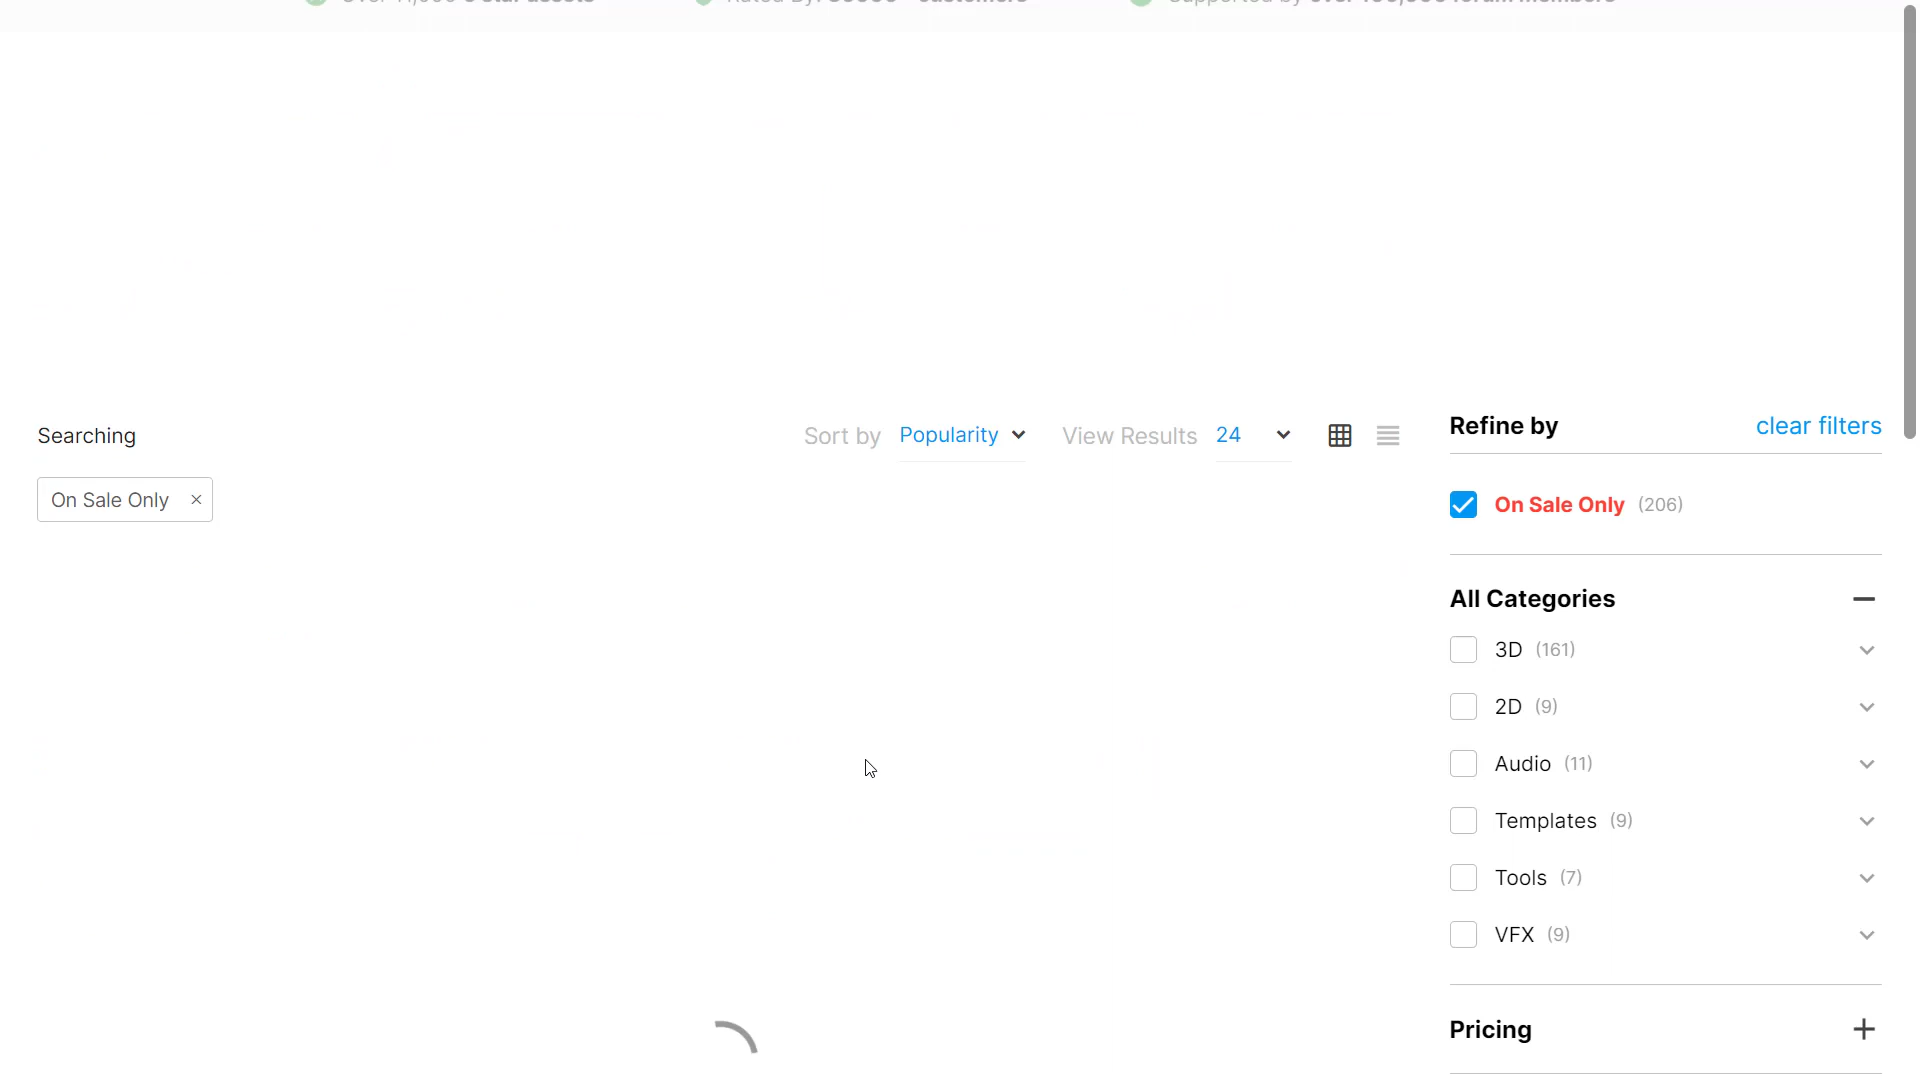 Searching
Sort by Popularity
View Results 24
On Sale Only ×
Refine by
clear filters
On Sale Only (206)
All Categories
3D (161)
2D (9)
Audio (11)
Templates (9)
Tools (7)
VFX (9)
Pricing